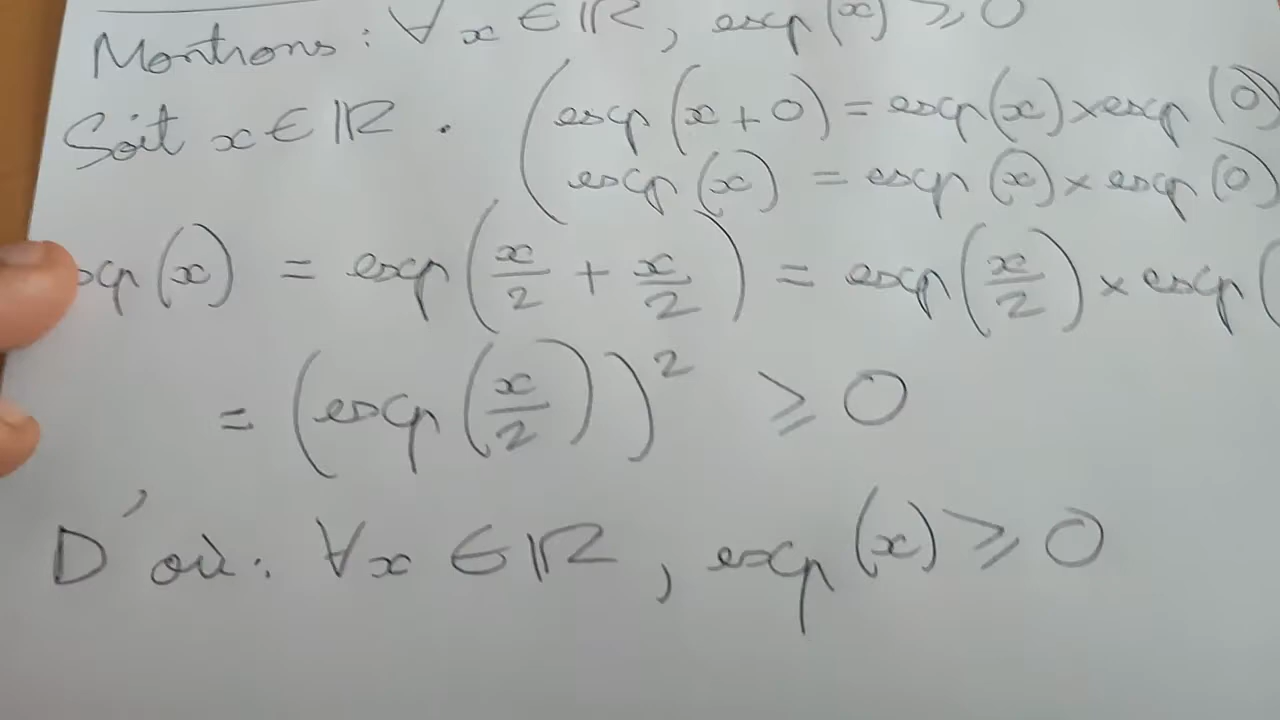 Montrons : ∀x ∈ ℝ, exp(x) ⩾ 0
Soit x ∈ ℝ. (exp(x+0) = exp(x)×exp(0)
exp(x) = exp(x)×exp(0)
xp(x) = exp(x/2 + x/2) = exp(x/2) × exp(
= (exp(x/2))² ⩾ 0
D'où : ∀x ∈ ℝ, exp(x) ⩾ 0